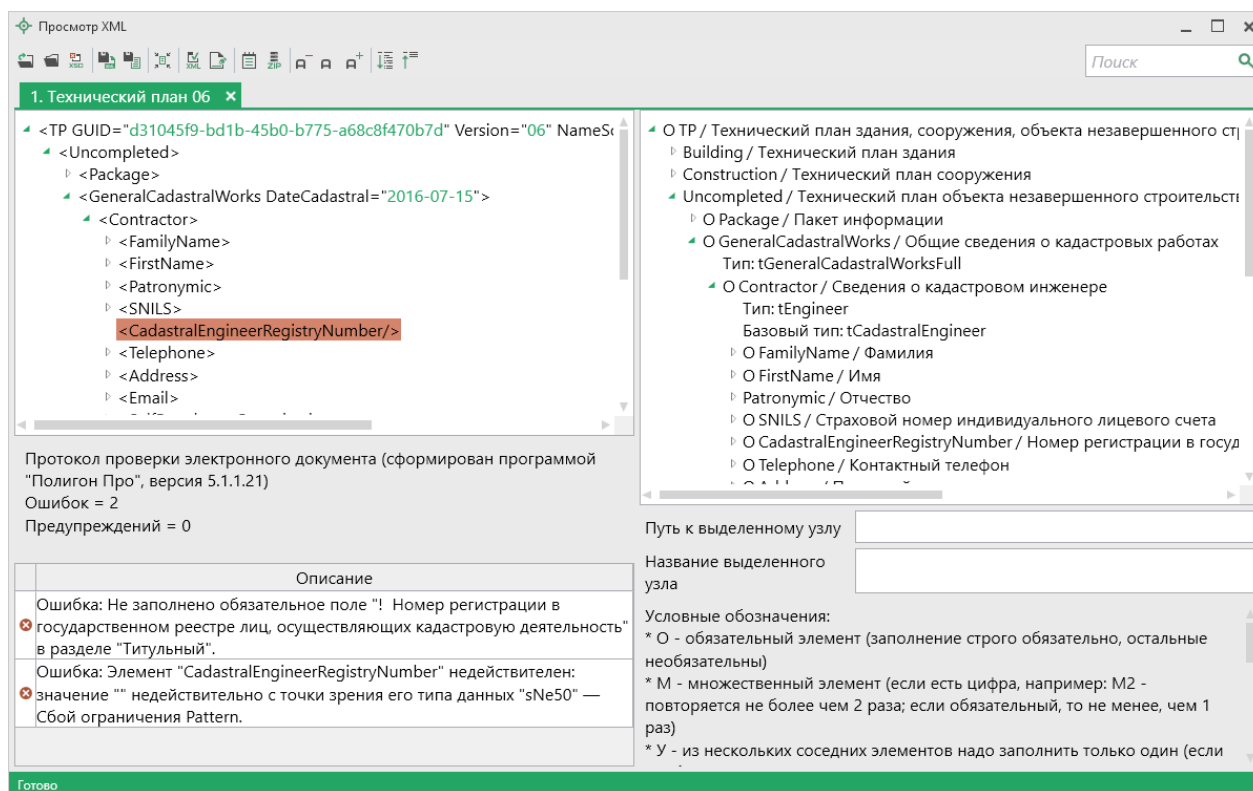 Просмотр XML
XSD XML ZIP
Поиск
1. Технический план 06
<TP GUID="d31045f9-bd1b-45b0-b775-a68c8f470b7d" Version="06" NameSc
<Uncompleted>
<Package>
<GeneralCadastralWorks DateCadastral="2016-07-15">
<Contractor>
<FamilyName>
<FirstName>
<Patronymic>
<SNILS>
<CadastralEngineerRegistryNumber/>
<Telephone>
<Address>
<Email>
О TP / Технический план здания, сооружения, объекта незавершенного стр
Building / Технический план здания
Construction / Технический план сооружения
Uncompleted / Технический план объекта незавершенного строительств
О Package / Пакет информации
О GeneralCadastralWorks / Общие сведения о кадастровых работах
Тип: tGeneralCadastralWorksFull
О Contractor / Сведения о кадастровом инженере
Тип: tEngineer
Базовый тип: tCadastralEngineer
О FamilyName / Фамилия
О FirstName / Имя
Patronymic / Отчество
О SNILS / Страховой номер индивидуального лицевого счета
О CadastralEngineerRegistryNumber / Номер регистрации в госуд
О Telephone / Контактный телефон
Протокол проверки электронного документа (сформирован программой
"Полигон Про", версия 5.1.1.21)
Ошибок = 2
Предупреждений = 0
Описание
Ошибка: Не заполнено обязательное поле "!  Номер регистрации в
государственном реестре лиц, осуществляющих кадастровую деятельность"
в разделе "Титульный".
Ошибка: Элемент "CadastralEngineerRegistryNumber" недействителен:
значение "" недействительно с точки зрения его типа данных "sNe50" —
Сбой ограничения Pattern.
Путь к выделенному узлу
Название выделенного
узла
Условные обозначения:
* О - обязательный элемент (заполнение строго обязательно, остальные
необязательны)
* М - множественный элемент (если есть цифра, например: М2 -
повторяется не более чем 2 раза; если обязательный, то не менее, чем 1
раз)
* У - из нескольких соседних элементов надо заполнить только один (если
Готово